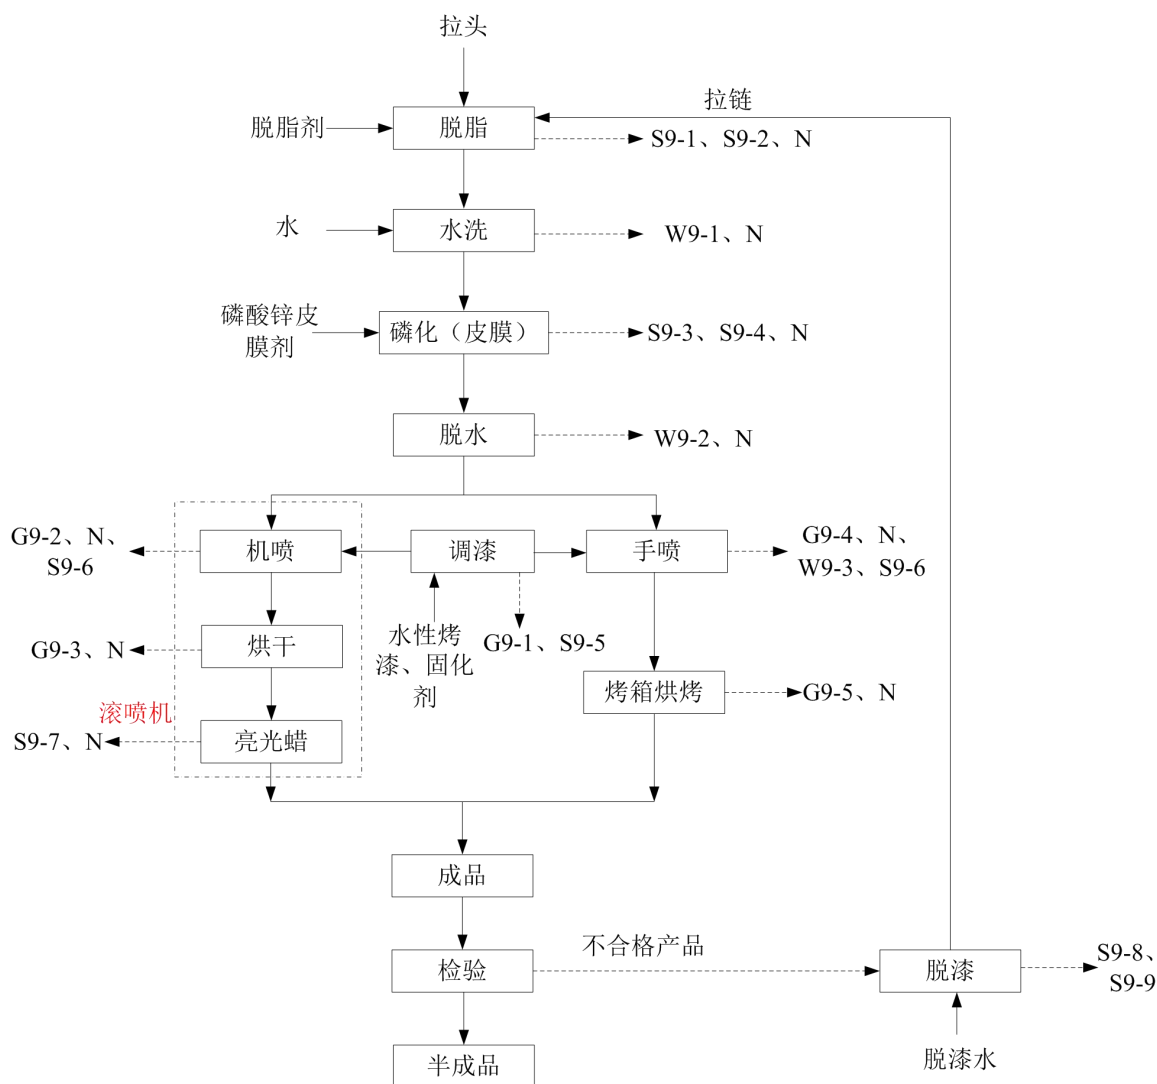 拉头
拉链
脱脂剂
脱脂
S9-1、S9-2、N
水
水洗
W9-1、N
磷酸锌皮
膜剂
磷化（皮膜）
S9-3、S9-4、N
脱水
W9-2、N
G9-2、N、
S9-6
机喷
调漆
手喷
G9-4、N、
W9-3、S9-6
G9-3、N
烘干
水性烤
漆、固化
剂
G9-1、S9-5
烤箱烘烤
G9-5、N
滚喷机
S9-7、N
亮光蜡
成品
检验
不合格产品
脱漆
S9-8、
S9-9
半成品
脱漆水